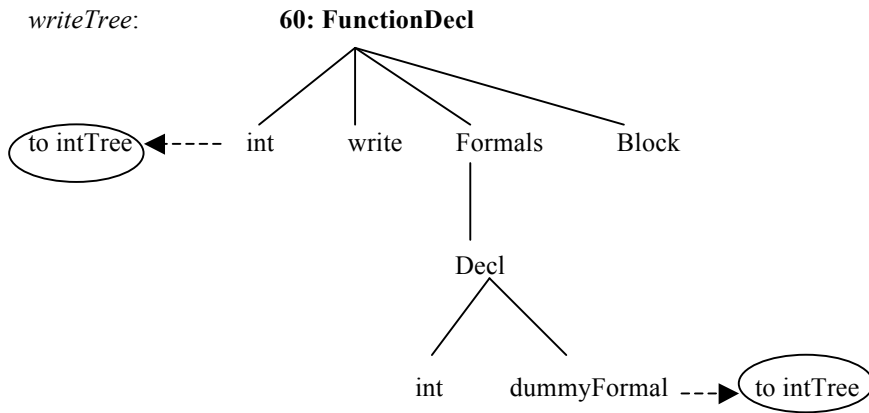 writeTree: 60: FunctionDecl
to intTree int write Formals Block
Decl
int dummyFormal to intTree